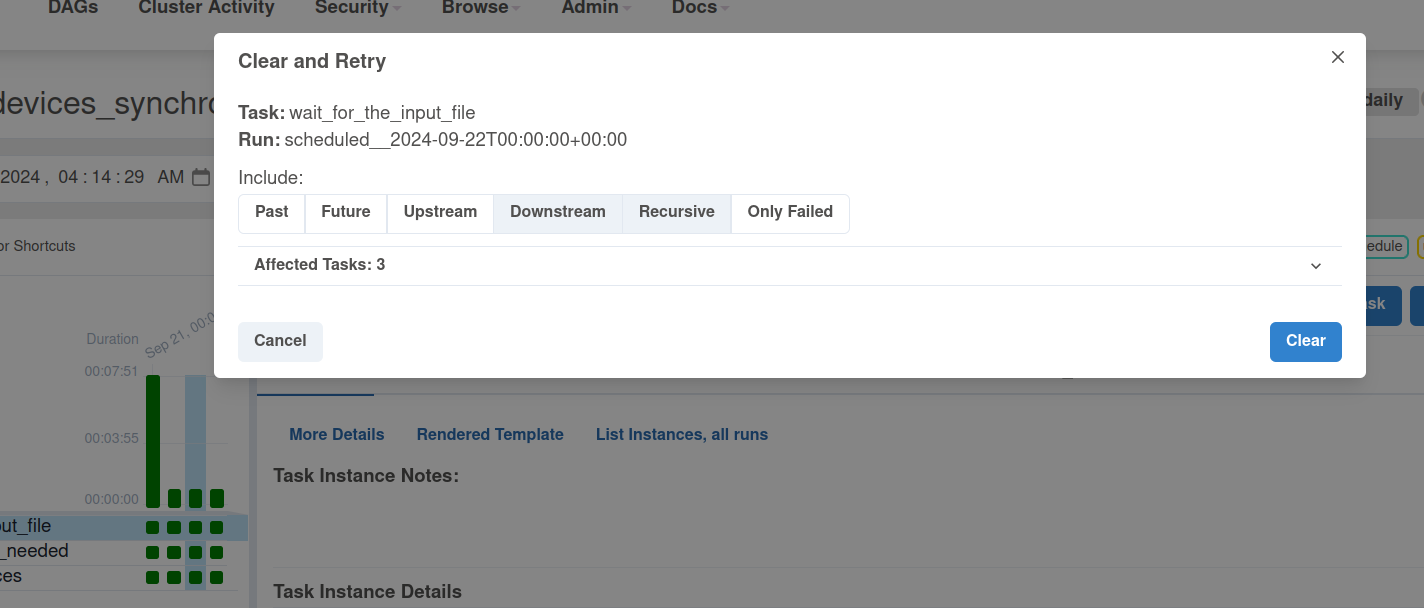 DAGs Cluster Activity Security Browse Admin Docs
Clear and Retry
devices_synchro
daily
Task: wait_for_the_input_file
Run: scheduled__2024-09-22T00:00:00+00:00
2024, 04:14:29 AM
Include:
Past Future Upstream Downstream Recursive Only Failed
or Shortcuts
edule
Affected Tasks: 3
ask
Cancel Clear
Duration
Sep 21, 00:0
00:07:51
00:03:55
00:00:00
More Details Rendered Template List Instances, all runs
Task Instance Notes:
put_file
_needed
ces
Task Instance Details